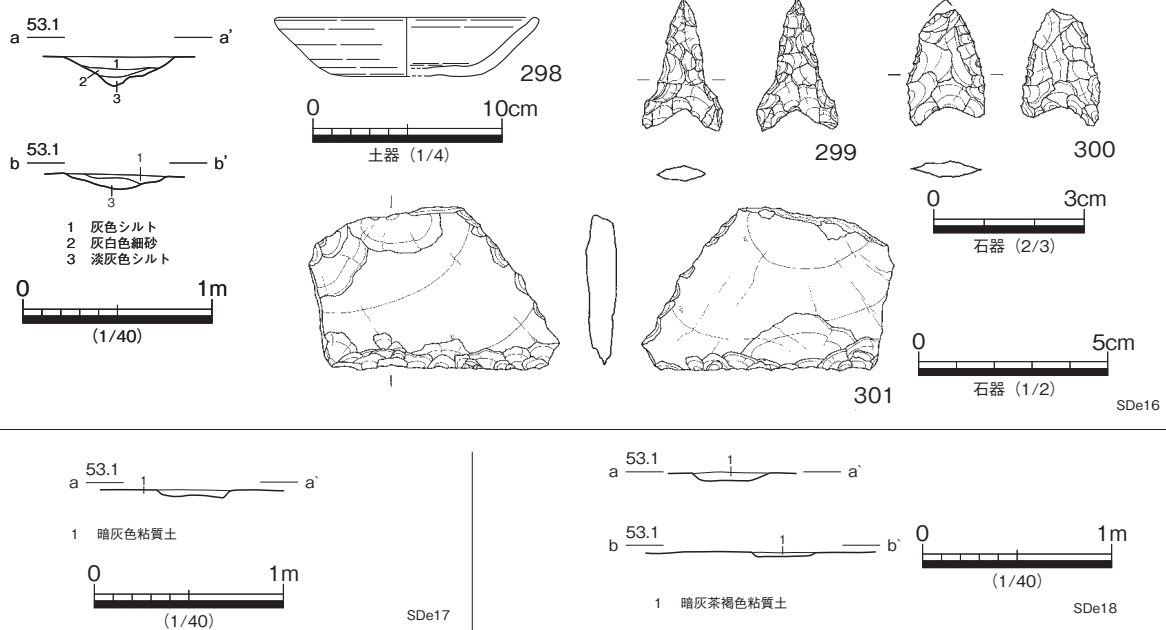 53.1
a a'
1
2
3
53.1
b b'
1
3
1 灰色シルト
2 灰白色細砂
3 淡灰色シルト
0 1m
(1/40)
298
0 10cm
土器（1/4）
299
300
0 3cm
石器（2/3）
301
0 5cm
石器（1/2）
SDe16
53.1
a a`
1
1 暗灰色粘質土
0 1m
(1/40)
SDe17
53.1
a a`
1
53.1
b b`
1
1 暗灰茶褐色粘質土
0 1m
(1/40)
SDe18